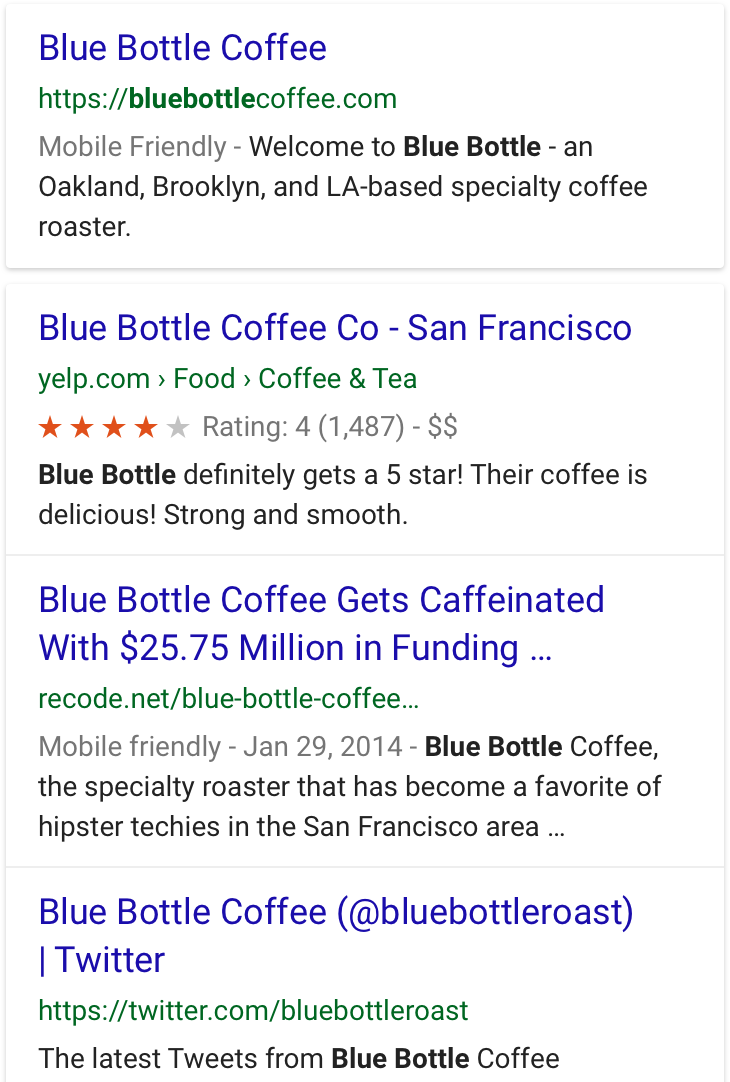 Blue Bottle Coffee
https://bluebottlecoffee.com
Mobile Friendly - Welcome to Blue Bottle - an
Oakland, Brooklyn, and LA-based specialty coffee
roaster.
Blue Bottle Coffee Co - San Francisco
yelp.com › Food › Coffee & Tea
★ ★ ★ ★ ★ Rating: 4 (1,487) - $$
Blue Bottle definitely gets a 5 star! Their coffee is
delicious! Strong and smooth.
Blue Bottle Coffee Gets Caffeinated
With $25.75 Million in Funding ...
recode.net/blue-bottle-coffee...
Mobile friendly - Jan 29, 2014 - Blue Bottle Coffee,
the specialty roaster that has become a favorite of
hipster techies in the San Francisco area ...
Blue Bottle Coffee (@bluebottleroast)
| Twitter
https://twitter.com/bluebottleroast
The latest Tweets from Blue Bottle Coffee